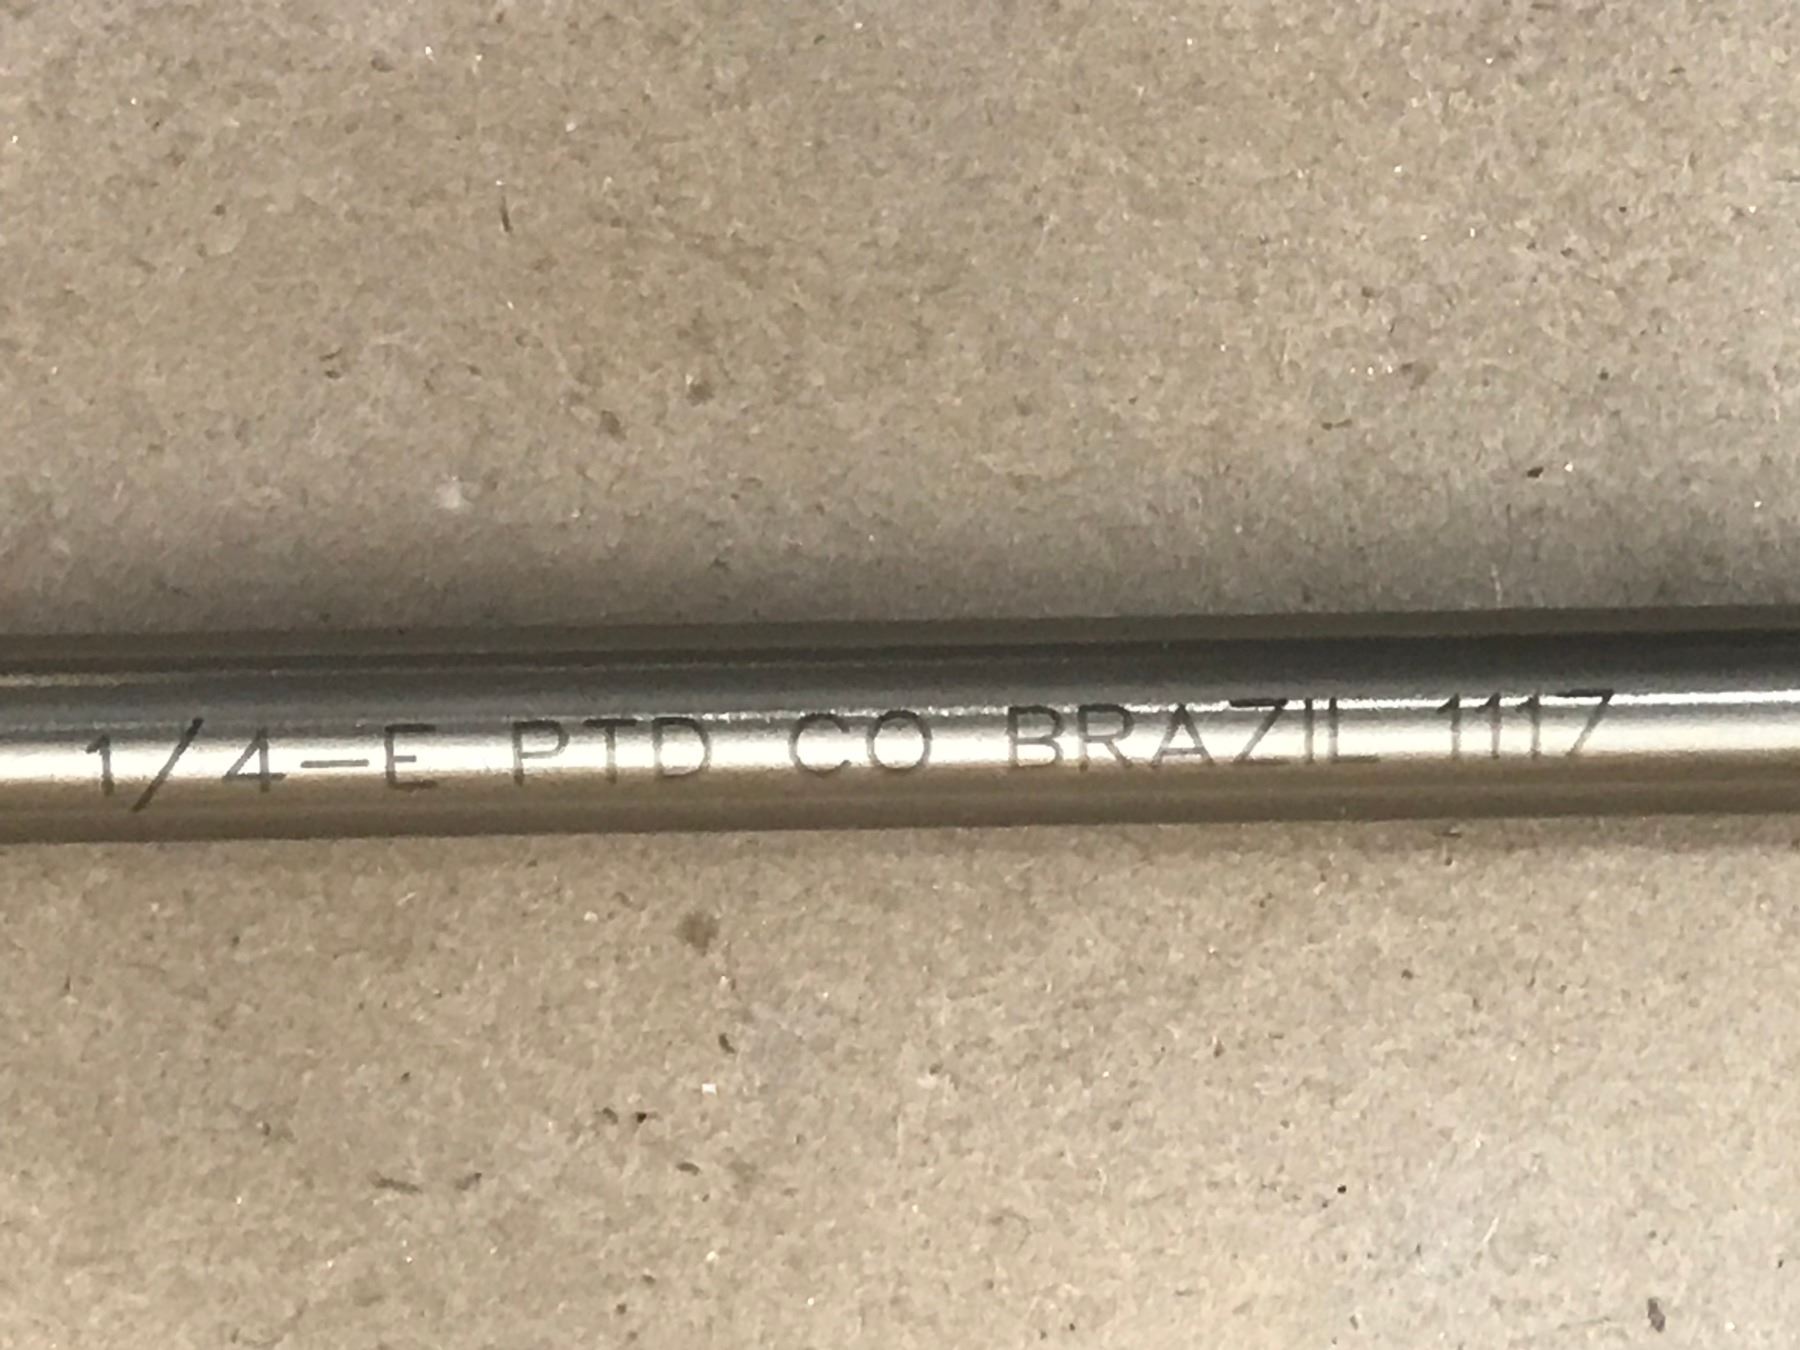 1/4-E PTD CO BRAZIL 1117